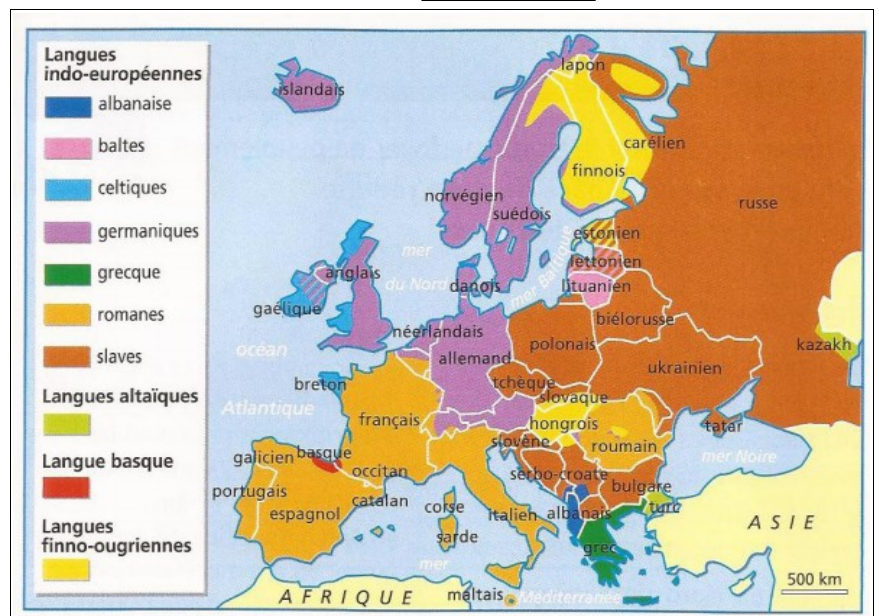 Langues
indo-européennes
albanaise
baltes
celtiques
germaniques
grecque
romanes
slaves
Langues altaïques
Langue basque
Langues
finno-ougriennes
islandais
lapon
carélien
finnois
norvégien
suédois
russe
mer
du Nord
mer Baltique
estonien
lettonien
lituanien
anglais
danois
gaélique
néerlandais
biélorusse
océan
Atlantique
allemand
polonais
kazakh
ukrainien
breton
tchèque
slovaque
français
hongrois
tatar
roumain
mer Noire
slovène
galicien
basque
occitan
serbo-croate
bulgare
portugais
catalan
espagnol
corse
italien
albanais
turc
sarde
grec
ASIE
mer
Méditerranée
maltais
AFRIQUE
500 km